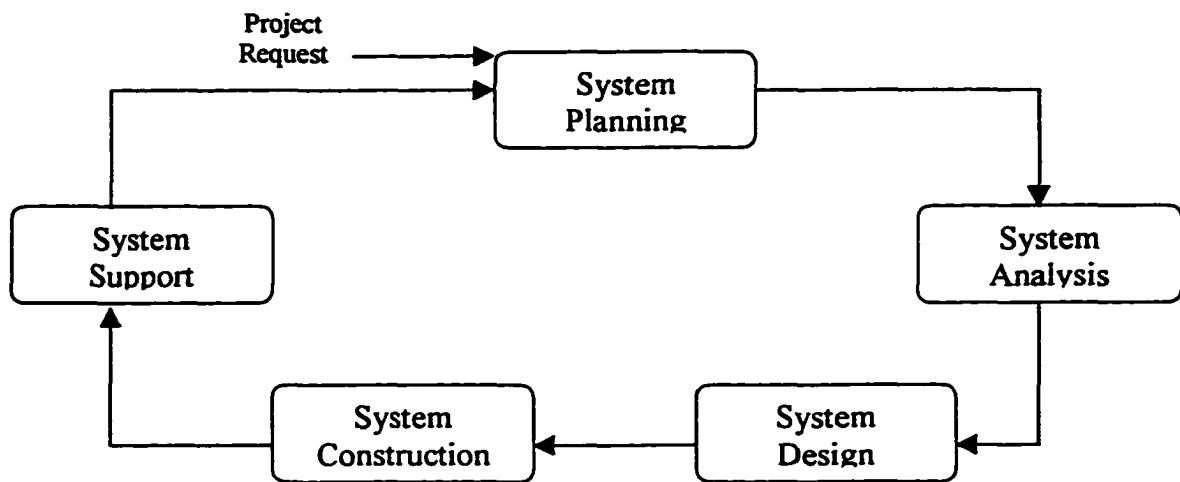 Project
Request
System
Planning
System
Support
System
Analysis
System
Construction
System
Design